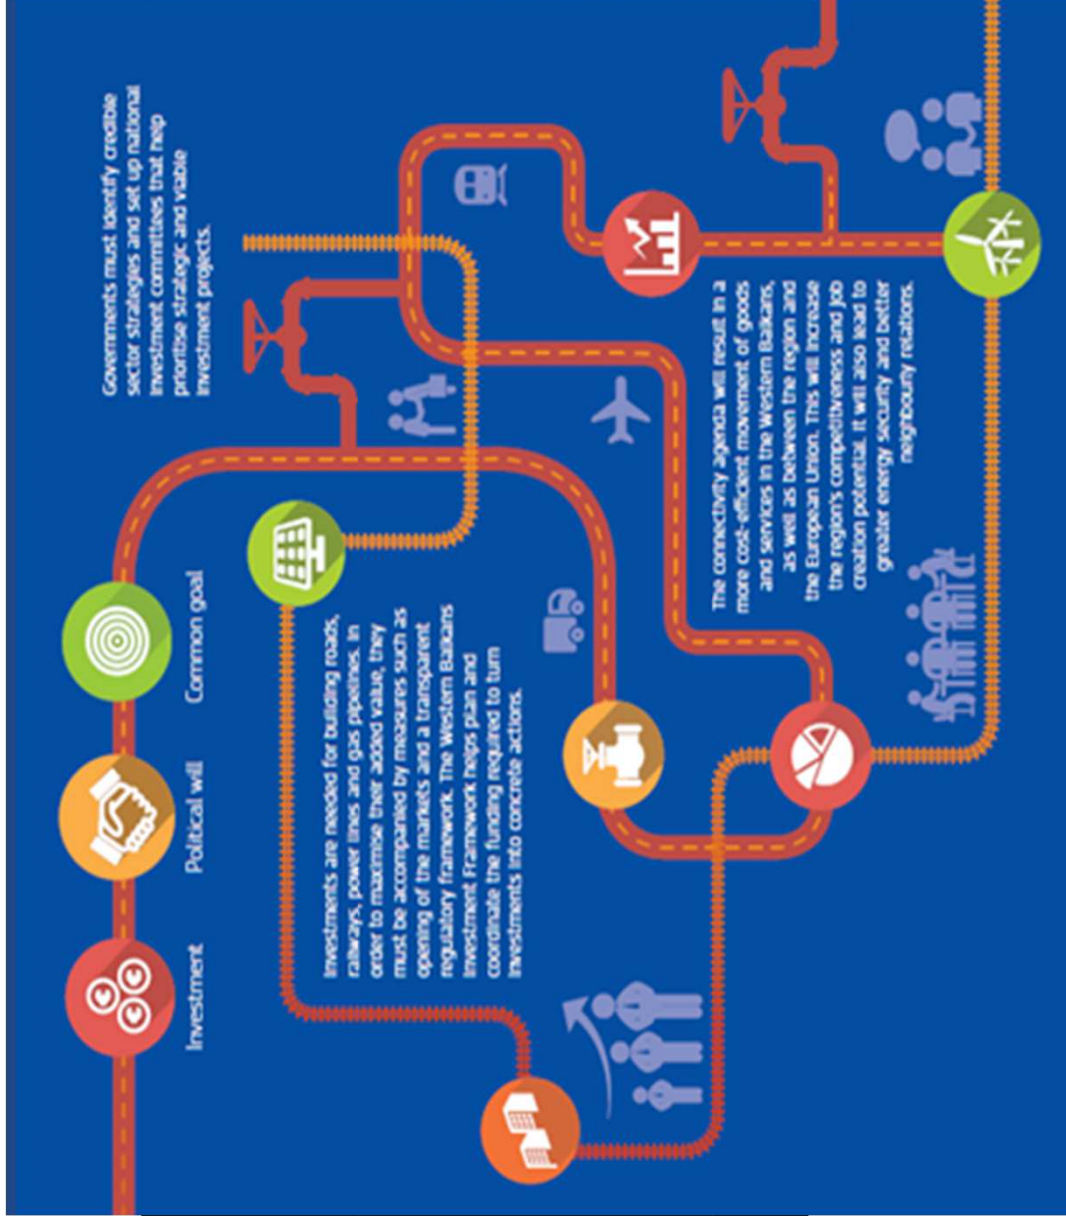 Investment
Political will
Common goal
Governments must identify credible
sector strategies and set up national
investment committees that help
prioritise strategic and viable
investment projects.
Investments are needed for building roads,
railways, power lines and gas pipelines. In
order to maximise their added value, they
must be accompanied by measures such as
opening of the markets and a transparent
regulatory framework. The Western Balkans
Investment Framework helps plan and
coordinate the funding required to turn
investments into concrete actions.
The connectivity agenda will result in a
more cost-efficient movement of goods
and services in the Western Balkans,
as well as between the region and
the European Union. This will increase
the region's competitiveness and job
creation potential. It will also lead to
greater energy security and better
neighbourly relations.